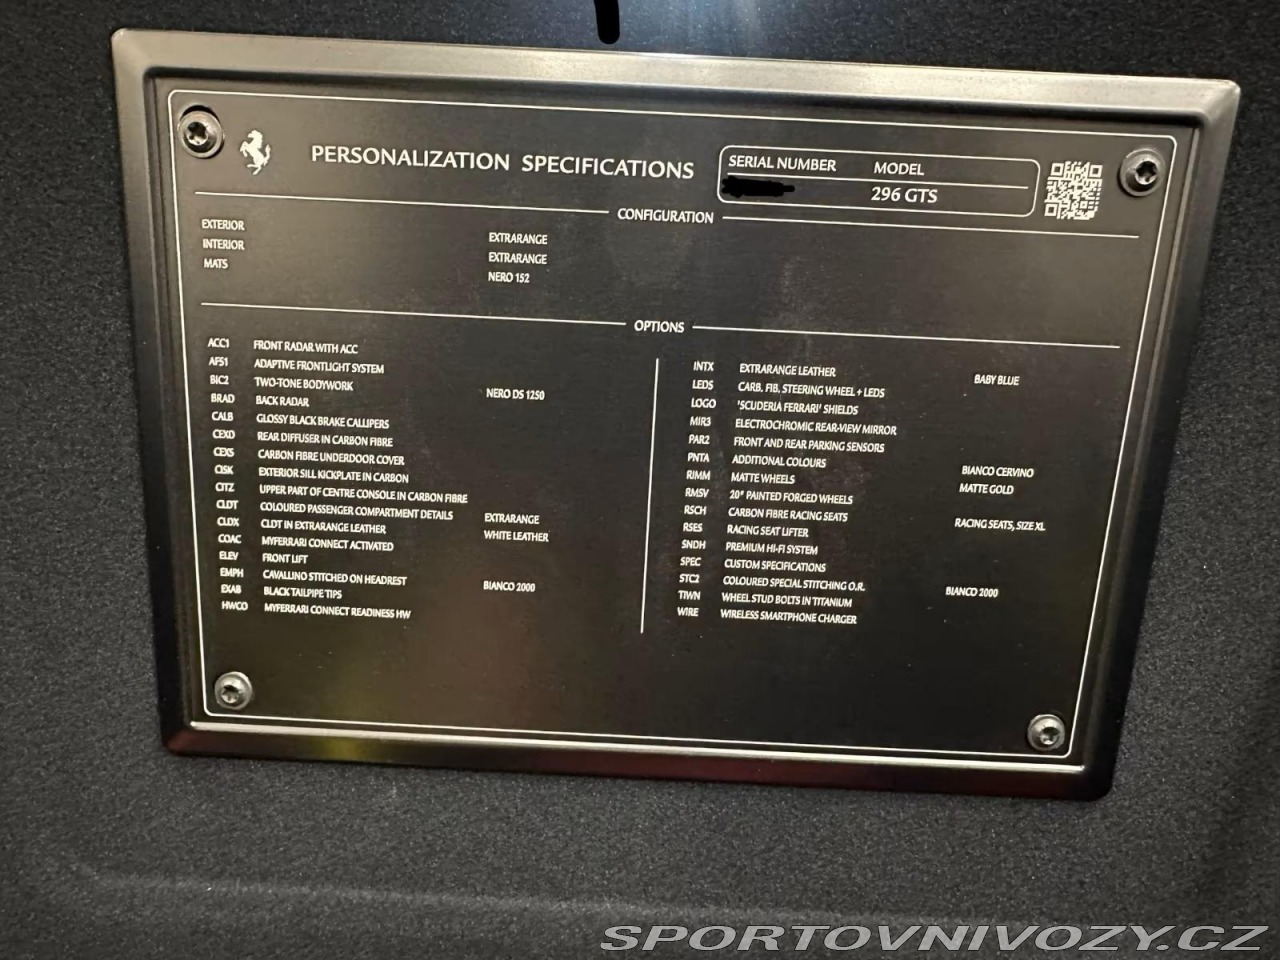 PERSONALIZATION SPECIFICATIONS
SERIAL NUMBER MODEL
296 GTS
CONFIGURATION
EXTERIOR EXTRARANGE
INTERIOR EXTRARANGE
MATS NERO 152
OPTIONS
ACC1 FRONT RADAR WITH ACC
AFS1 ADAPTIVE FRONTLIGHT SYSTEM
BIC2 TWO-TONE BODYWORK NERO DS 1250
BRAD BACK RADAR
CALB GLOSSY BLACK BRAKE CALLIPERS
CEXD REAR DIFFUSER IN CARBON FIBRE
CEXS CARBON FIBRE UNDERDOOR COVER
CISK EXTERIOR SILL KICKPLATE IN CARBON
CITZ UPPER PART OF CENTRE CONSOLE IN CARBON FIBRE
CLDT COLOURED PASSENGER COMPARTMENT DETAILS EXTRARANGE
CLDX CLDT IN EXTRARANGE LEATHER WHITE LEATHER
COAC MYFERRARI CONNECT ACTIVATED
ELEV FRONT LIFT
EMPH CAVALLINO STITCHED ON HEADREST BIANCO 2000
EXAB BLACK TAILPIPE TIPS
HWCO MYFERRARI CONNECT READINESS HW
INTX EXTRARANGE LEATHER BABY BLUE
LEDS CARB. FIB. STEERING WHEEL + LEDS
LOGO 'SCUDERIA FERRARI' SHIELDS
MIR3 ELECTROCHROMIC REAR-VIEW MIRROR
PAR2 FRONT AND REAR PARKING SENSORS
PNTA ADDITIONAL COLOURS BIANCO CERVINO
RIMM MATTE WHEELS MATTE GOLD
RMSV 20" PAINTED FORGED WHEELS
RSCH CARBON FIBRE RACING SEATS RACING SEATS, SIZE XL
RSES RACING SEAT LIFTER
SNDH PREMIUM HI-FI SYSTEM
SPEC CUSTOM SPECIFICATIONS
STC2 COLOURED SPECIAL STITCHING O.R. BIANCO 2000
TIWN WHEEL STUD BOLTS IN TITANIUM
WIRE WIRELESS SMARTPHONE CHARGER
SPORTOVNIVOZY.CZ